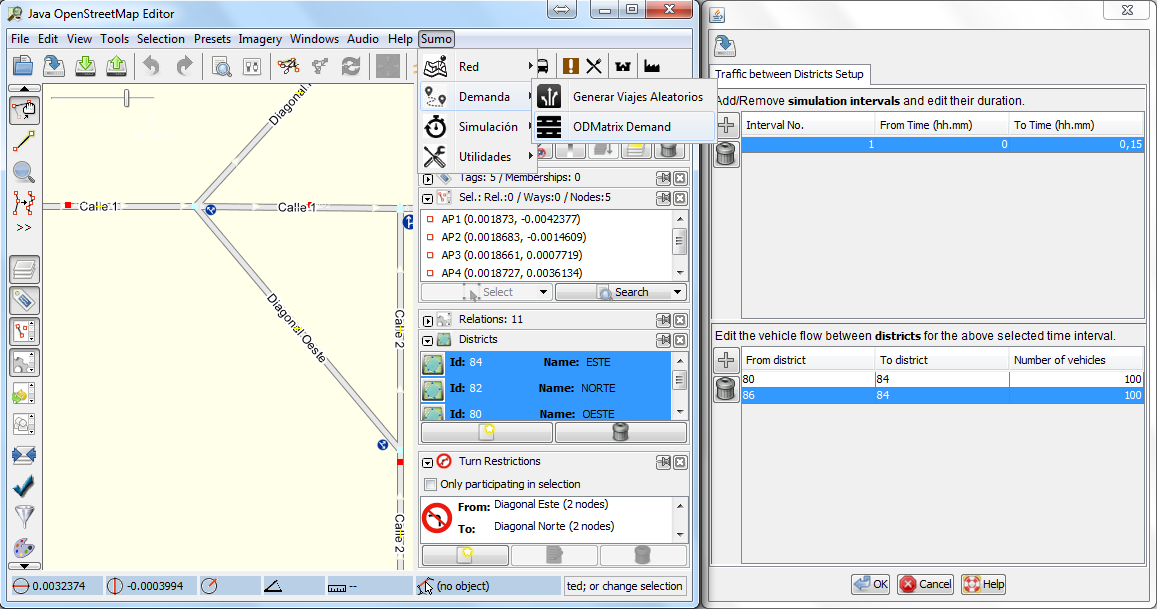 Java OpenStreetMap Editor
File Edit View Tools Sumo Presets Imagery Windows Audio Help Sumo
Red
Demanda
Simulación
Utilidades
Generar Viajes Aleatorios
ODMatrix Demand
Diagonal
Calle 1
Calle 1
Diagonal Oeste
Calle 2
Calle 2
>>
Tags: 5 / Memberships: 0
Sel.: Rel.:0 / Ways:0 / Nodes:5
AP1 (0.001873, -0.0042377)
AP2 (0.0018683, -0.0014609)
AP3 (0.0018661, 0.0007719)
AP4 (0.0018727, 0.0036134)
Select
Search
Relations: 11
Districts
Id: 84 Name: ESTE
Id: 82 Name: NORTE
Id: 80 Name: OESTE
Turn Restrictions
Only participating in selection
From: Diagonal Este (2 nodes)
To: Diagonal Norte (2 nodes)
0.0032374
-0.0003994
--
(no object)
ted; or change selection
Traffic between Districts Setup
Add/Remove simulation intervals and edit their duration.
Interval No. From Time (hh.mm) To Time (hh.mm)
1 0 0,15
Edit the vehicle flow between districts for the above selected time interval.
From district To district Number of vehicles
80 84 100
86 84 100
OK Cancel Help